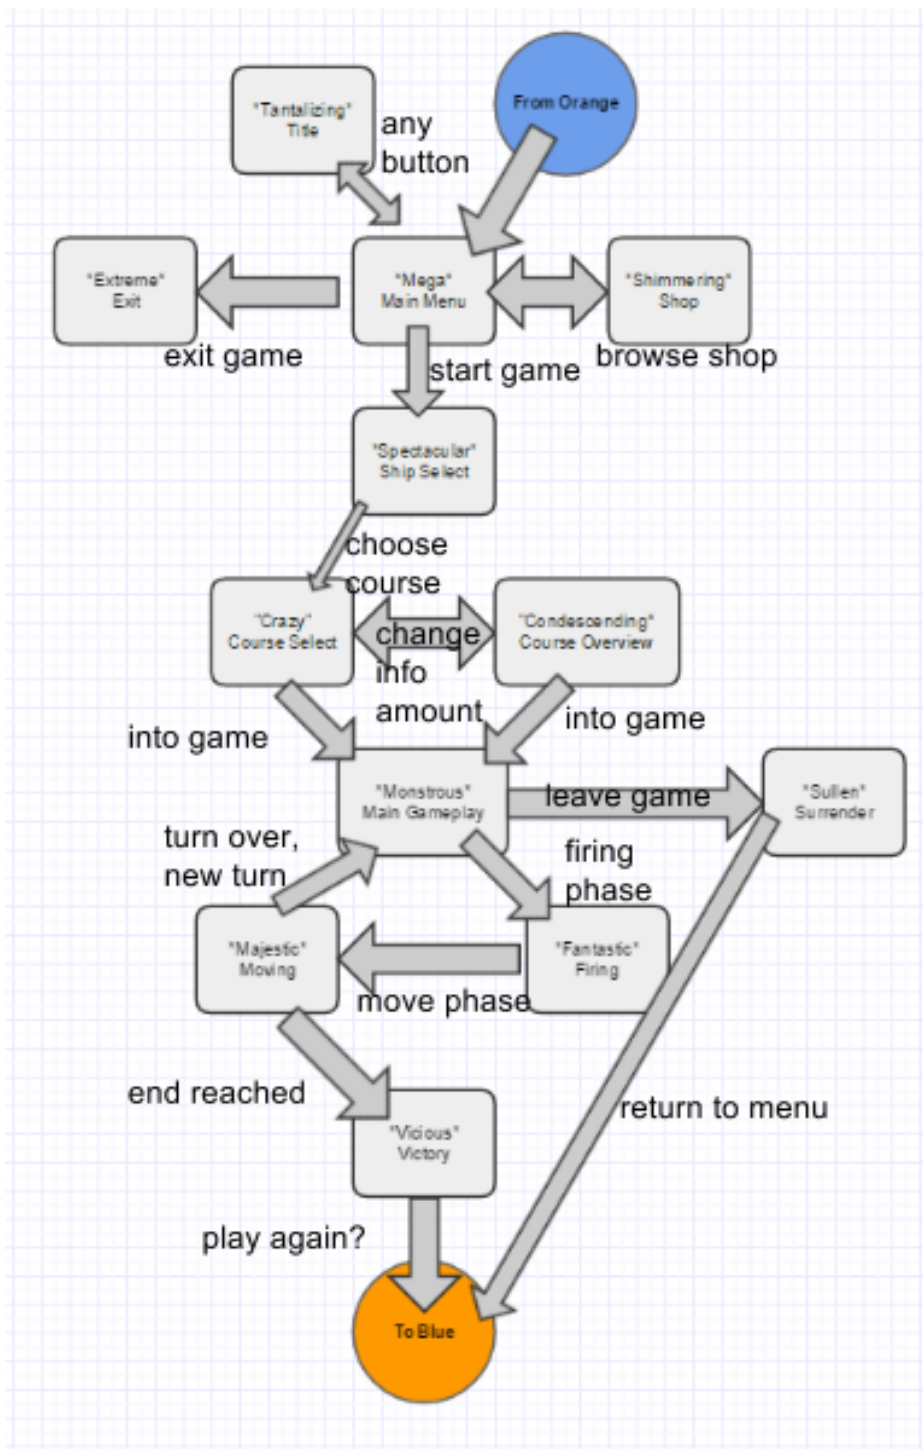 From Orange
"Tantalizing"
Title
any
button
"Extreme"
Exit
"Mega"
Main Menu
"Shimmering"
Shop
exit game
start game
browse shop
"Spectacular"
Ship Select
choose
course
"Crazy"
Course Select
change
info
amount
"Condescending"
Course Overview
into game
into game
"Monstrous"
Main Gameplay
leave game
"Sullen"
Surrender
turn over,
new turn
firing
phase
"Majestic"
Moving
"Fantastic"
Firing
move phase
end reached
return to menu
"Vicious"
Victory
play again?
To Blue